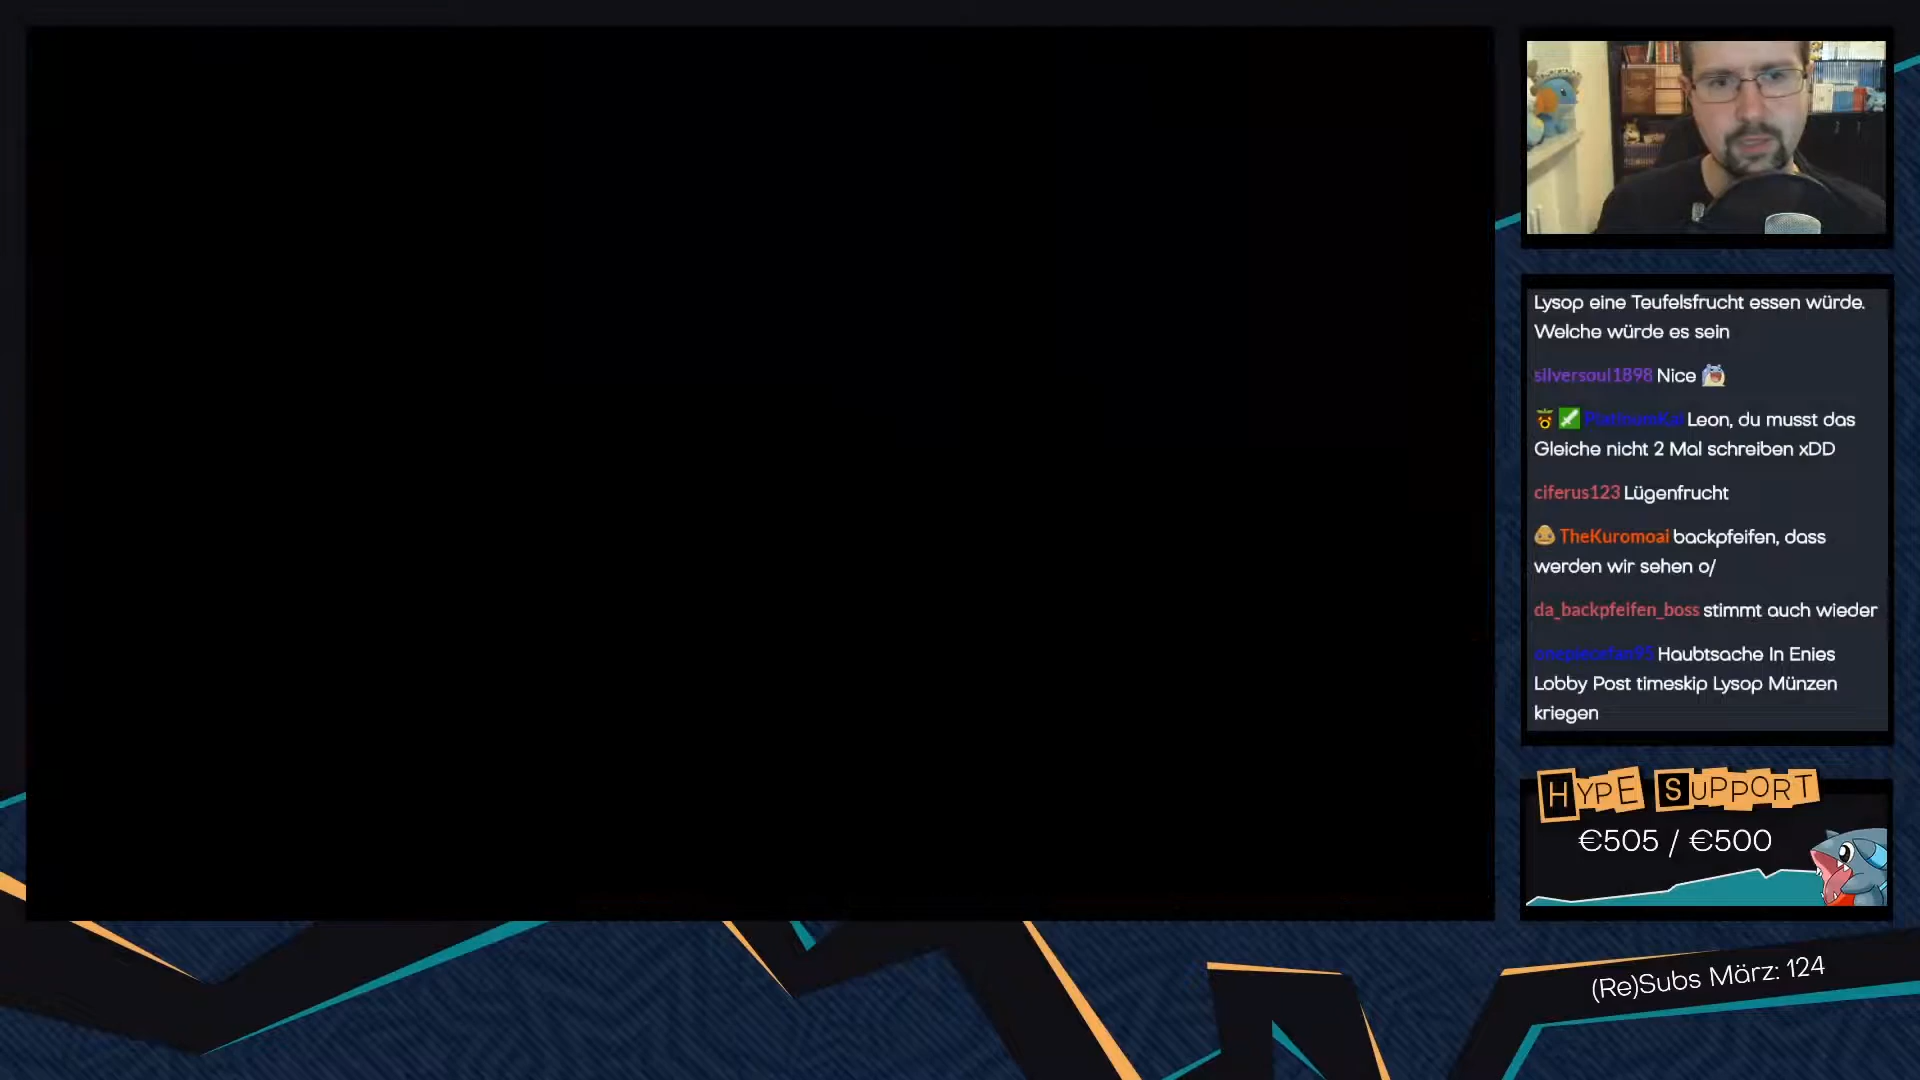 Lysop eine Teufelsfrucht essen würde.
Welche würde es sein
silversoul1898 Nice
PlatinumKai Leon, du musst das
Gleiche nicht 2 Mal schreiben xDD
ciferus123 Lügenfrucht
TheKuromoai backpfeifen, dass
werden wir sehen o/
da_backpfeifen_boss stimmt auch wieder
onepiecefan95 Haubtsache In Enies
Lobby Post timeskip Lysop Münzen
kriegen
HYPE SUPPORT
€505 / €500
(Re)Subs März: 124